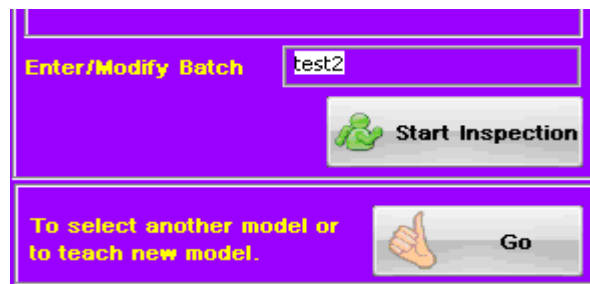 Enter/Modify Batch test2
Start Inspection
To select another model or
to teach new model.
Go